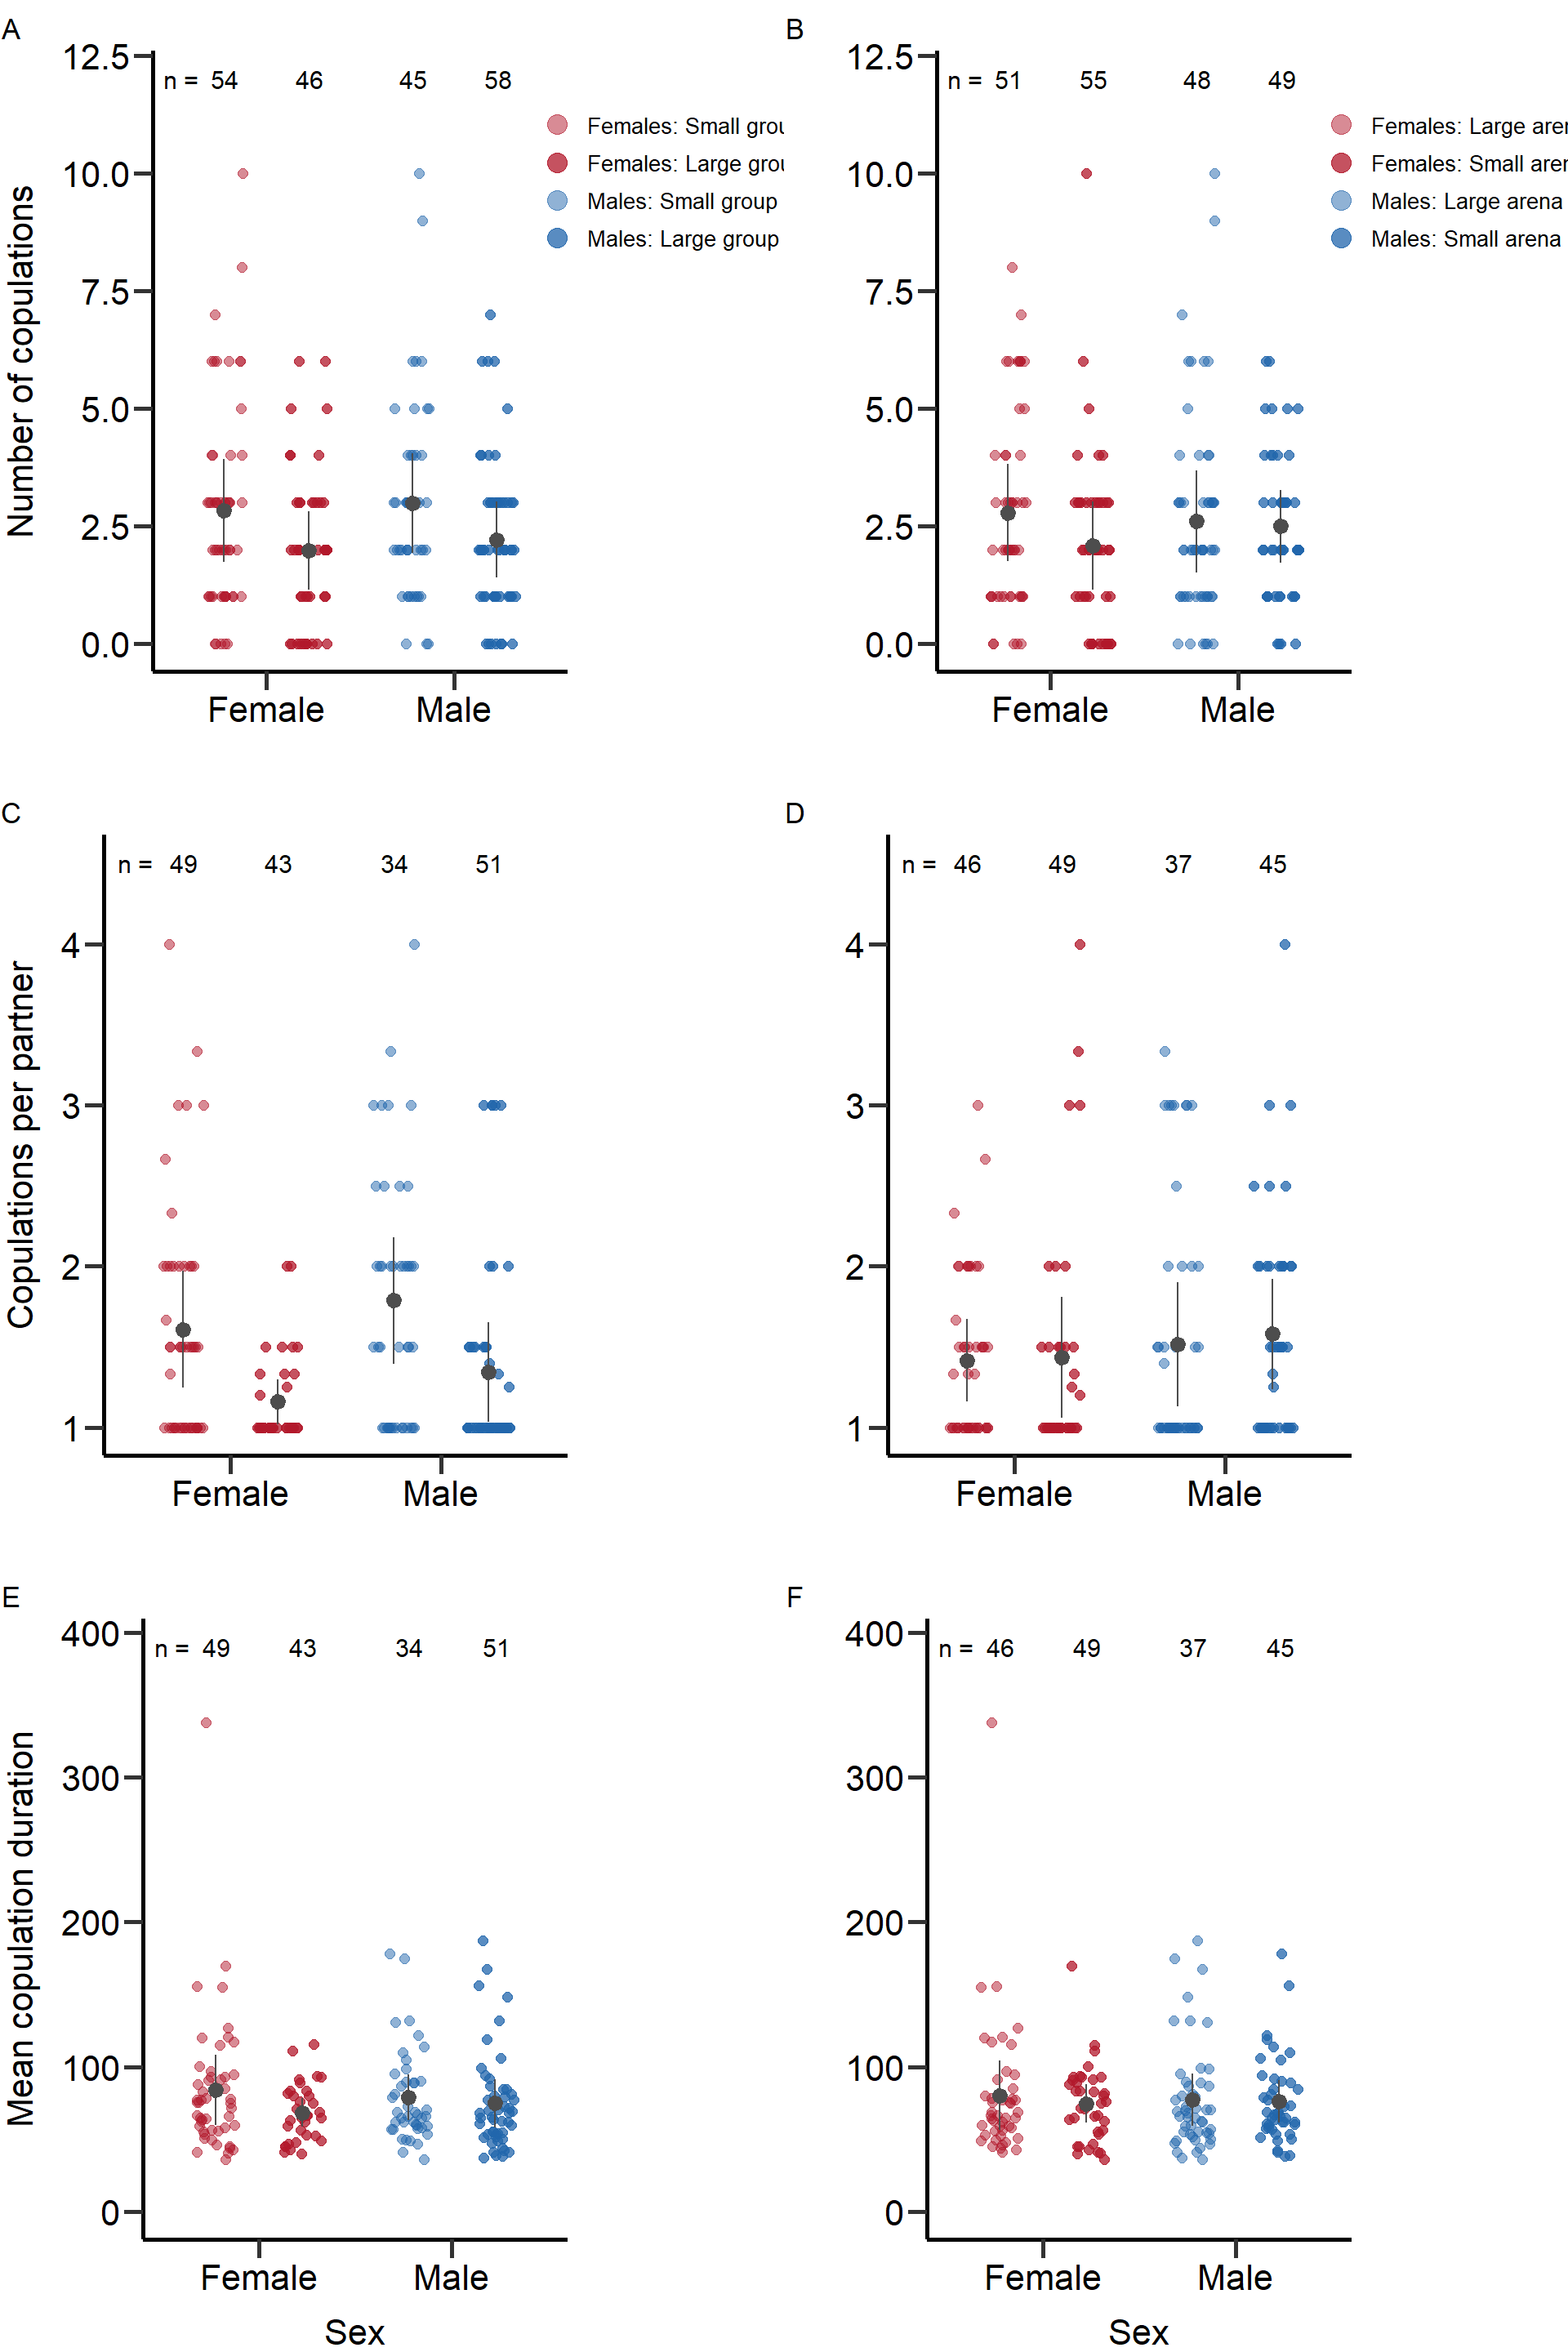 A
12.5
n = 54 46 45 58
Females: Small grou
Females: Large grou
Males: Small group
Males: Large group
10.0
7.5
5.0
2.5
0.0
Number of copulations
Female Male
B
12.5
n = 51 55 48 49
Females: Large aren
Females: Small aren
Males: Large arena
Males: Small arena
10.0
7.5
5.0
2.5
0.0
Female Male
C
n = 49 43 34 51
4
3
2
1
Copulations per partner
Female Male
D
n = 46 49 37 45
4
3
2
1
Female Male
E
400
n = 49 43 34 51
300
200
100
0
Mean copulation duration
Female Male
Sex
F
400
n = 46 49 37 45
300
200
100
0
Female Male
Sex